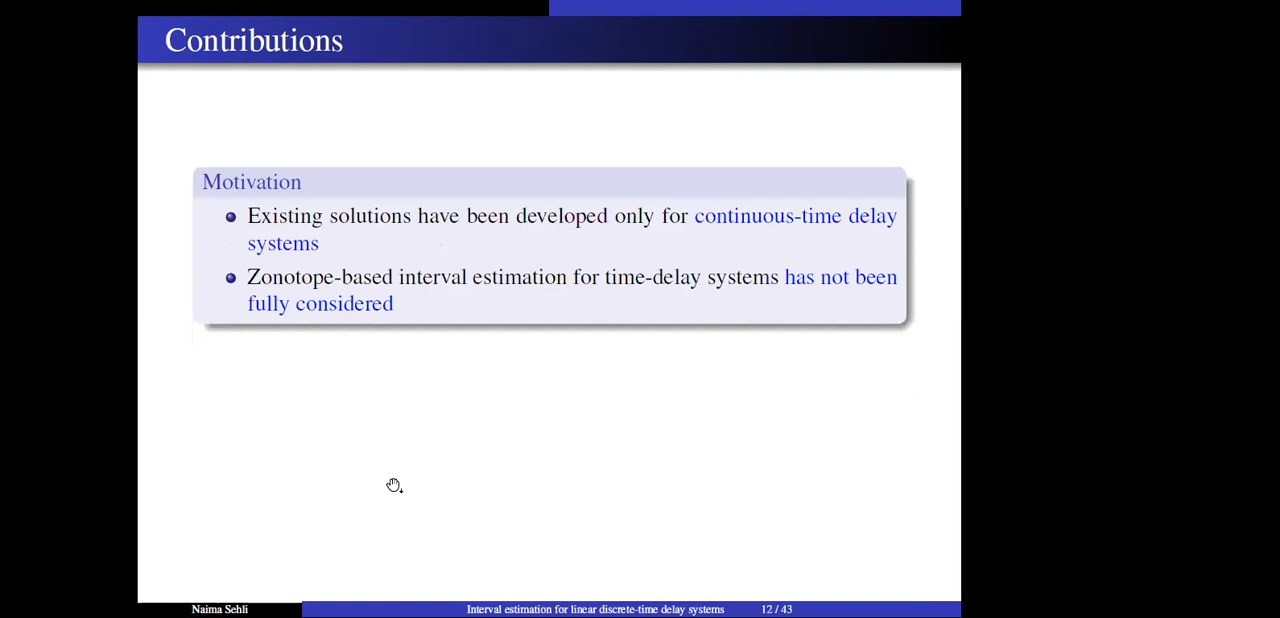 Contributions
Motivation
Existing solutions have been developed only for continuous-time delay
systems
Zonotope-based interval estimation for time-delay systems has not been
fully considered
Naima Sehli
Interval estimation for linear discrete-time delay systems
12 / 43